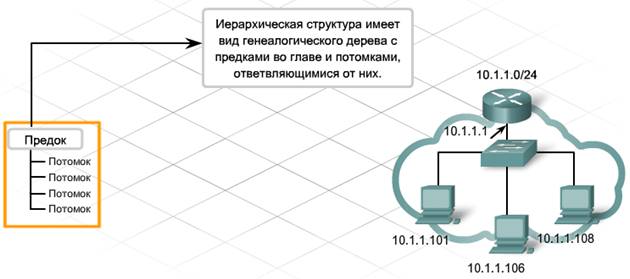 Иерархическая структура имеет
вид генеалогического дерева с
предками во главе и потомками,
ответвляющимися от них.
10.1.1.0/24
10.1.1.1
Предок
Потомок
Потомок
Потомок
Потомок
10.1.1.101
10.1.1.106
10.1.1.108